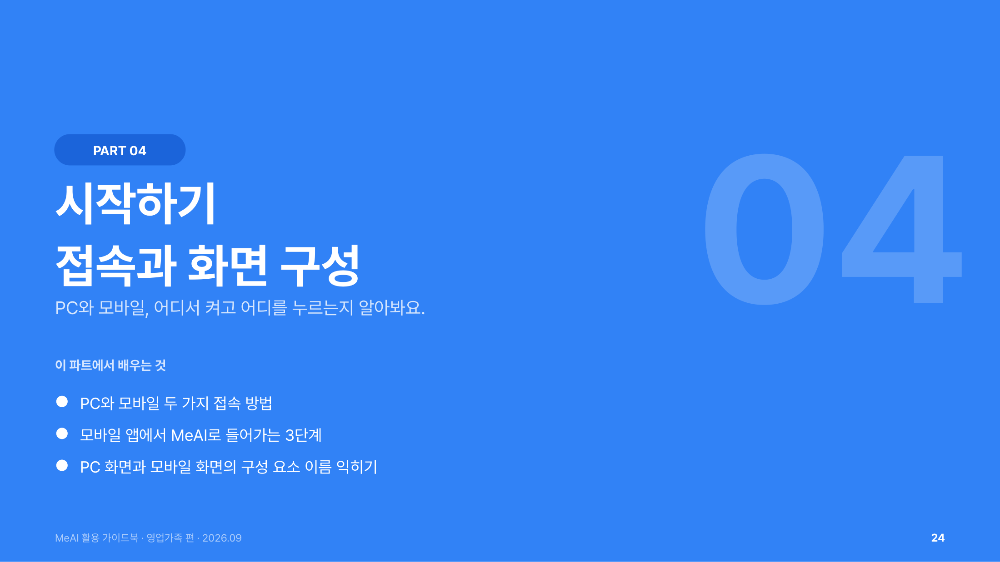 PART 04
04
시작하기
접속과 화면 구성
PC와 모바일, 어디서 켜고 어디를 누르는지 알아봐요.
이 파트에서 배우는 것
● PC와 모바일 두 가지 접속 방법
● 모바일 앱에서 MeAI로 들어가는 3단계
● PC 화면과 모바일 화면의 구성 요소 이름 익히기
MeAI 활용 가이드북 · 영업가족 편 · 2026.09
24